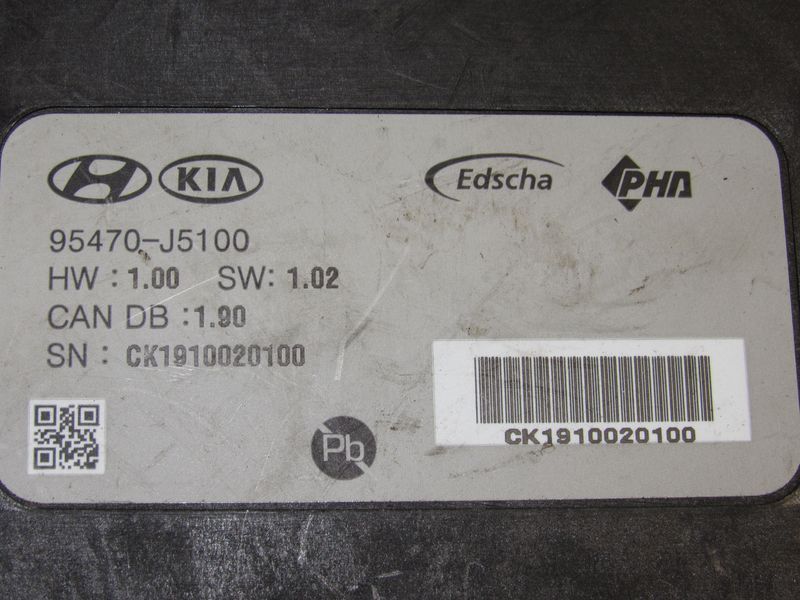 KIA Edscha PHA
95470-J5100
HW : 1.00 SW: 1.02
CAN DB :1.90
SN : CK1910020100
CK1910020100
Pb